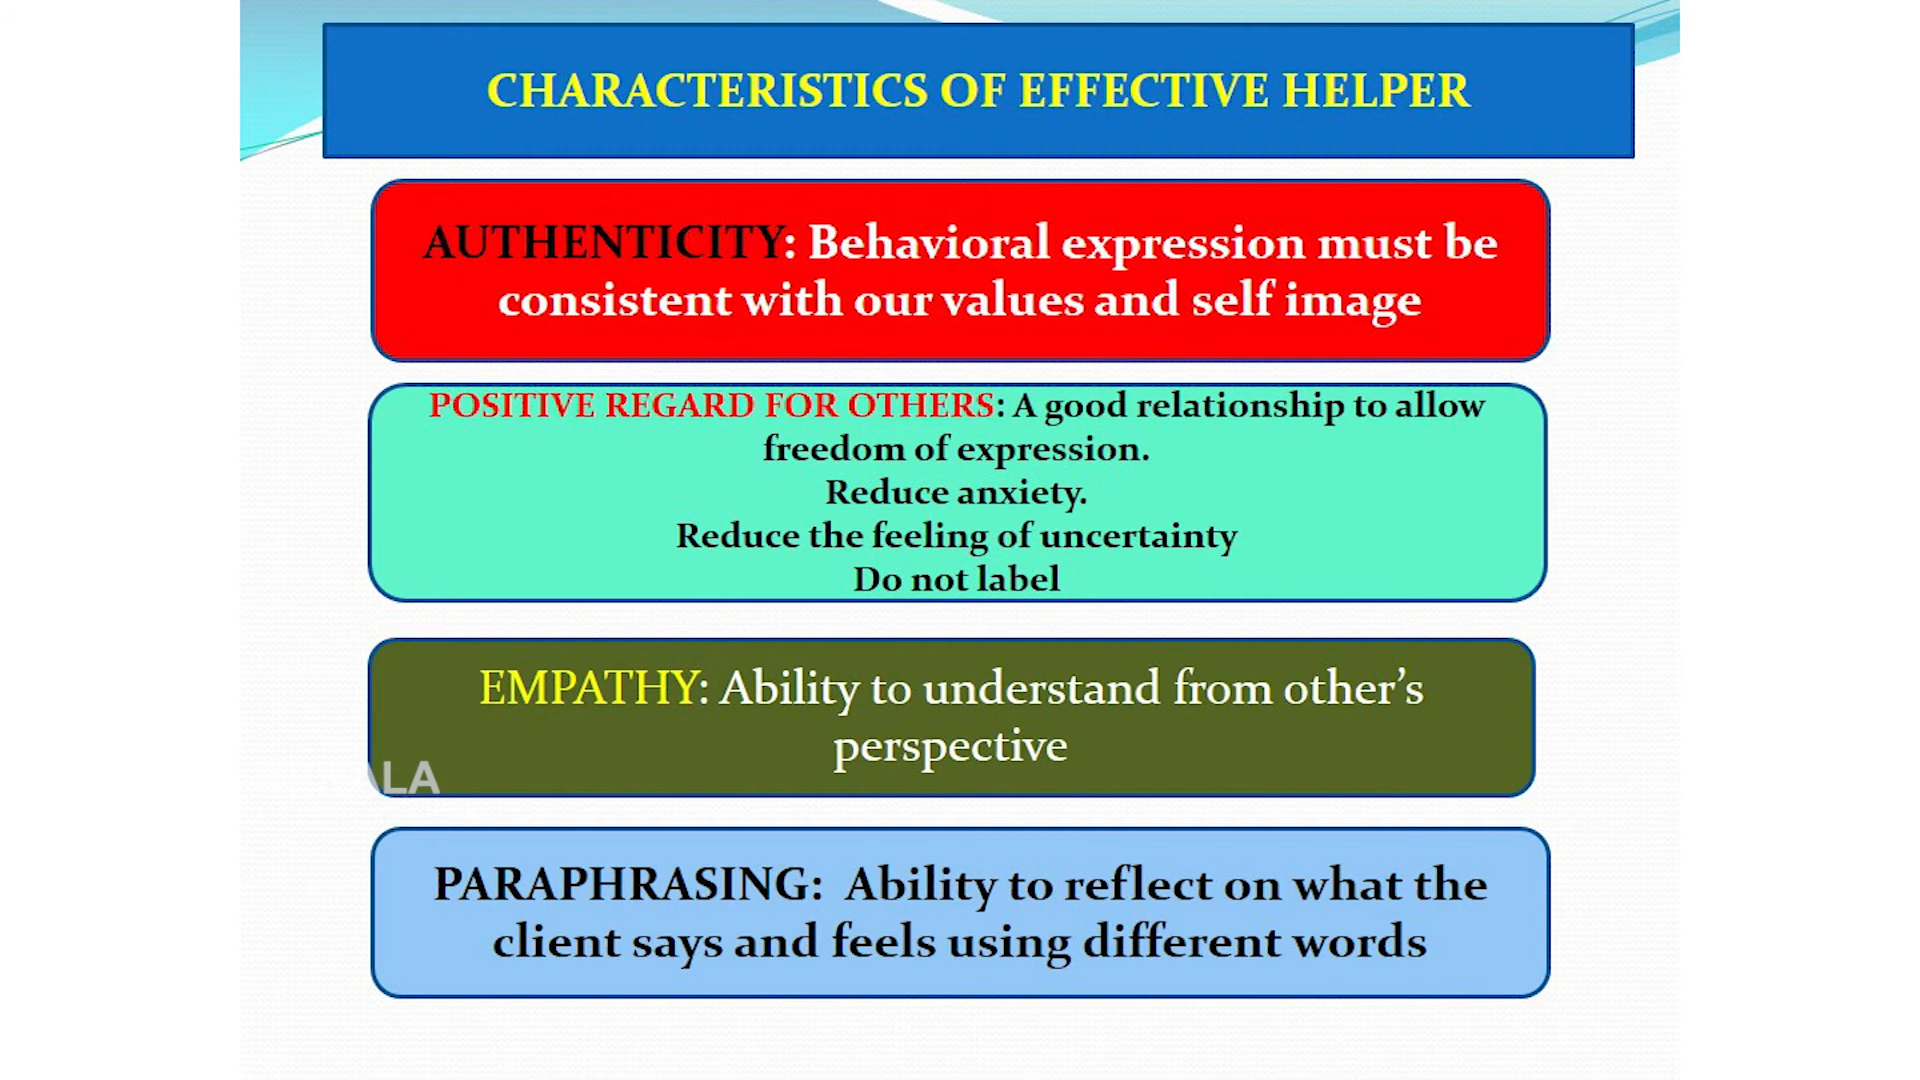 CHARACTERISTICS OF EFFECTIVE HELPER
AUTHENTICITY: Behavioral expression must be
consistent with our values and self image
POSITIVE REGARD FOR OTHERS: A good relationship to allow
freedom of expression.
Reduce anxiety.
Reduce the feeling of uncertainty
Do not label
EMPATHY: Ability to understand from other’s
perspective
PARAPHRASING: Ability to reflect on what the
client says and feels using different words